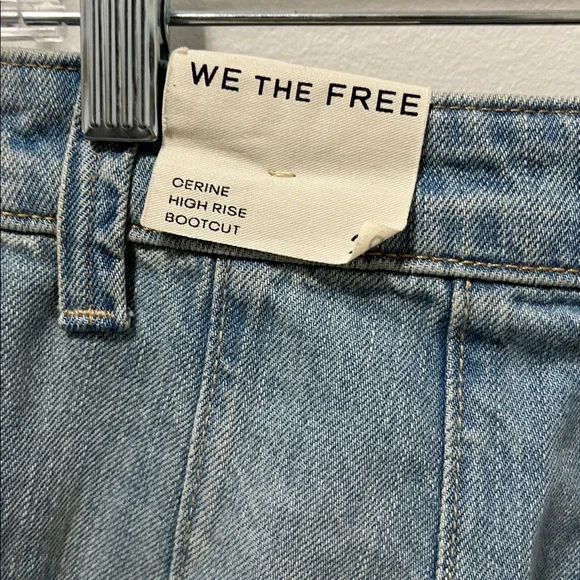 WE THE FREE
CERINE
HIGH RISE
BOOTCUT